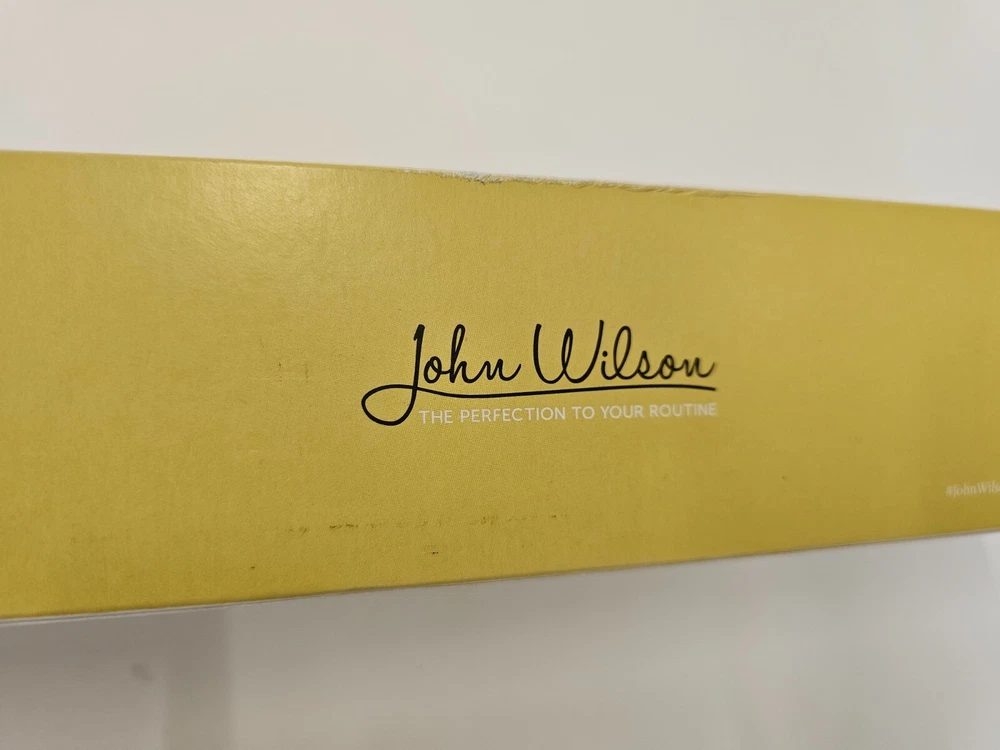 John Wilson
THE PERFECTION TO YOUR ROUTINE